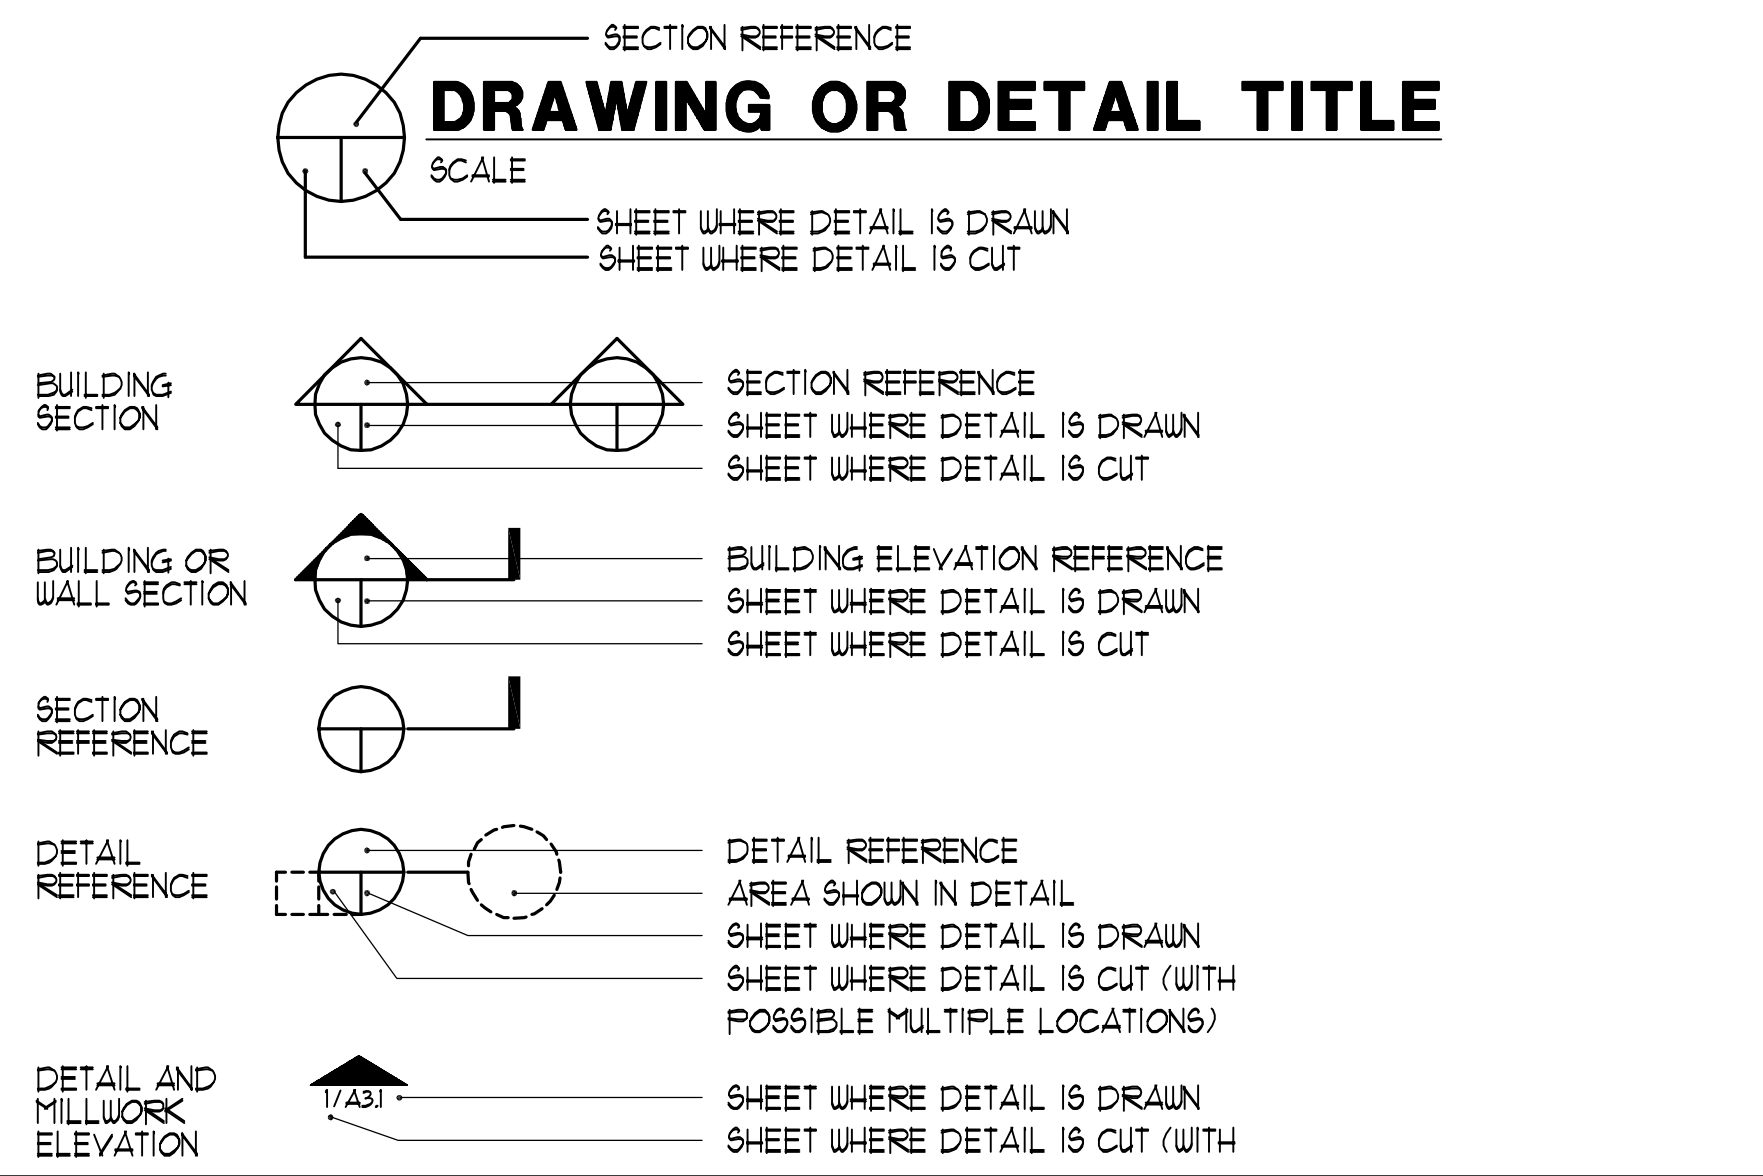 SECTION REFERENCE
DRAWING OR DETAIL TITLE
SCALE
SHEET WHERE DETAIL IS DRAWN
SHEET WHERE DETAIL IS CUT
BUILDING
SECTION
SECTION REFERENCE
SHEET WHERE DETAIL IS DRAWN
SHEET WHERE DETAIL IS CUT
BUILDING OR
WALL SECTION
BUILDING ELEVATION REFERENCE
SHEET WHERE DETAIL IS DRAWN
SHEET WHERE DETAIL IS CUT
SECTION
REFERENCE
DETAIL
REFERENCE
DETAIL REFERENCE
AREA SHOWN IN DETAIL
SHEET WHERE DETAIL IS DRAWN
SHEET WHERE DETAIL IS CUT (WITH
POSSIBLE MULTIPLE LOCATIONS)
DETAIL AND
MILLWORK
ELEVATION
1/A3.1
SHEET WHERE DETAIL IS DRAWN
SHEET WHERE DETAIL IS CUT (WITH